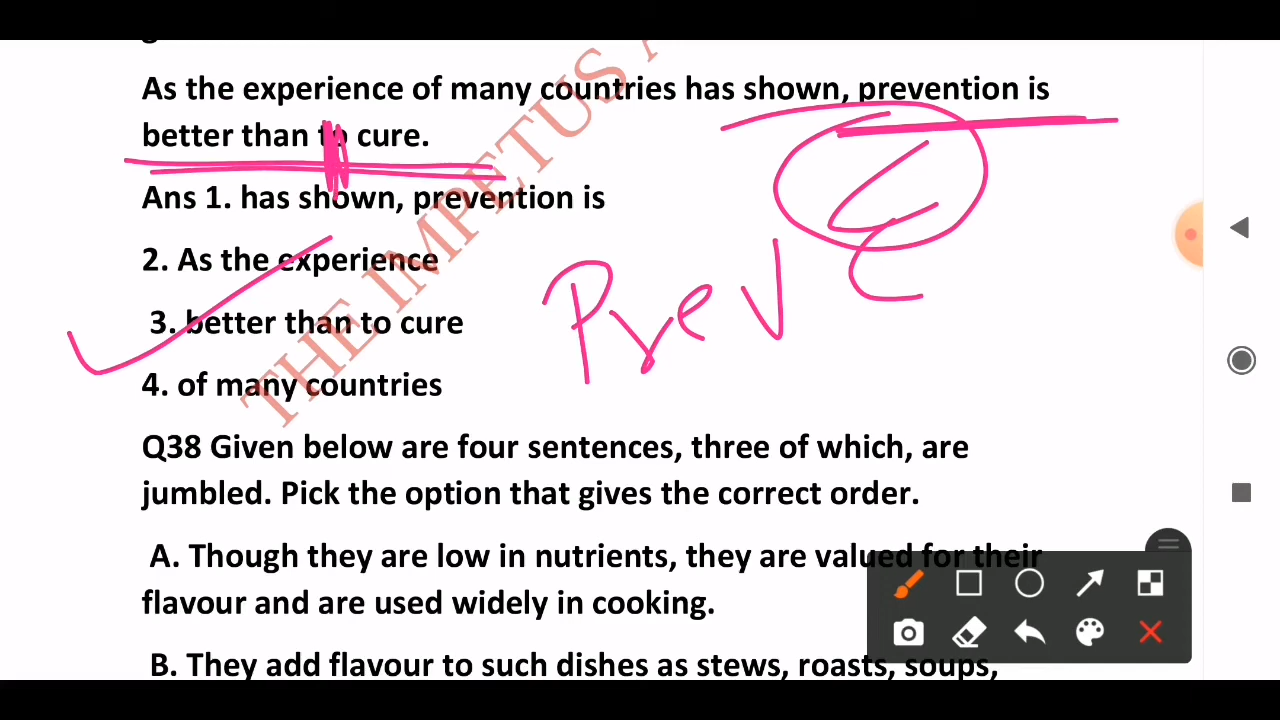 As the experience of many countries has shown, prevention is
better than to cure.
Ans 1. has shown, prevention is
2. As the experience
3. better than to cure
4. of many countries
Prev
THE IMPETUS
Q38 Given below are four sentences, three of which, are
jumbled. Pick the option that gives the correct order.
A. Though they are low in nutrients, they are valued for their
flavour and are used widely in cooking.
B. They add flavour to such dishes as stews, roasts, soups,